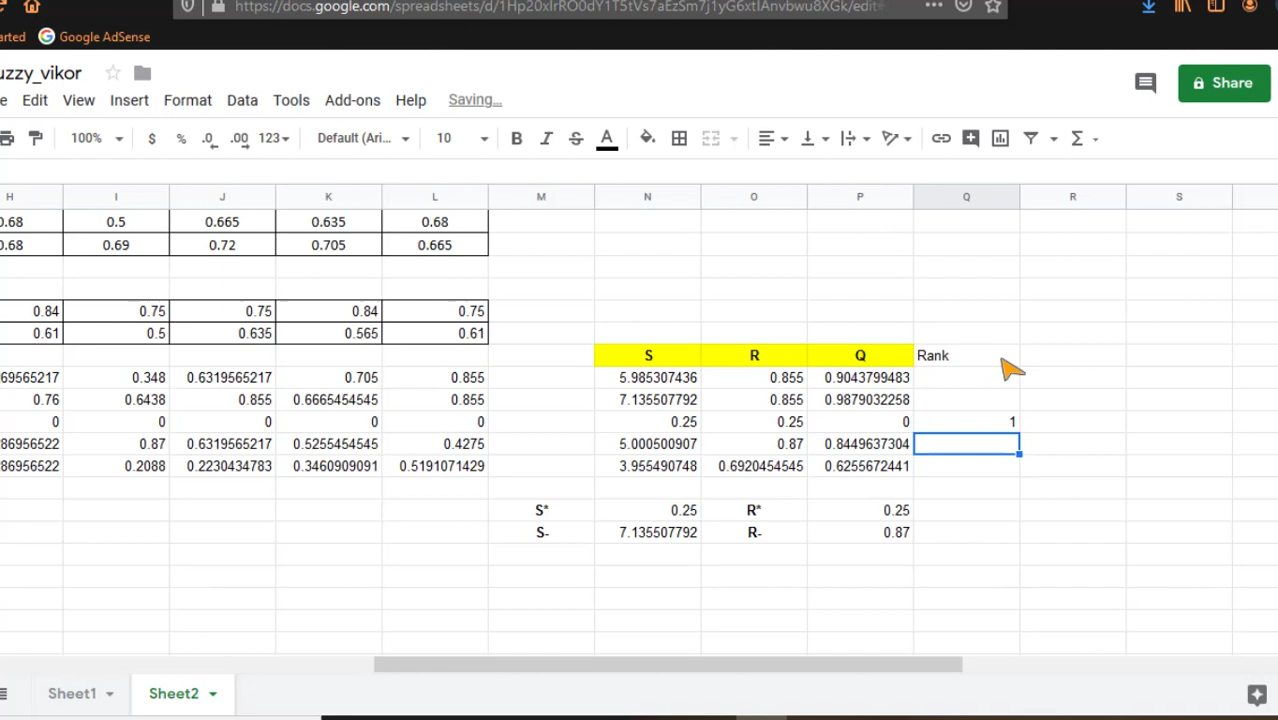 https://docs.google.com/spreadsheets/d/1Hp20xIrRO0dY1T5tVs7aEzSm7j1yG6xtIAnvbwu8XGk/edit#
arted Google AdSense
uzzy_vikor
e Edit View Insert Format Data Tools Add-ons Help Saving... Share
100% $ % .0 .00 123 Default (Ari... 10 B I S A
H I J K L M N O P Q R S
0.68 0.5 0.665 0.635 0.68
0.68 0.69 0.72 0.705 0.665
0.84 0.75 0.75 0.84 0.75
0.61 0.5 0.635 0.565 0.61
S R Q Rank
69565217 0.348 0.6319565217 0.705 0.855 5.985307436 0.855 0.9043799483
0.76 0.6438 0.855 0.6665454545 0.855 7.135507792 0.855 0.9879032258
0 0 0 0 0 0.25 0.25 0 1
86956522 0.87 0.6319565217 0.5255454545 0.4275 5.000500907 0.87 0.8449637304
86956522 0.2088 0.2230434783 0.3460909091 0.5191071429 3.955490748 0.6920454545 0.6255672441
S* 0.25 R* 0.25
S- 7.135507792 R- 0.87
Sheet1 Sheet2